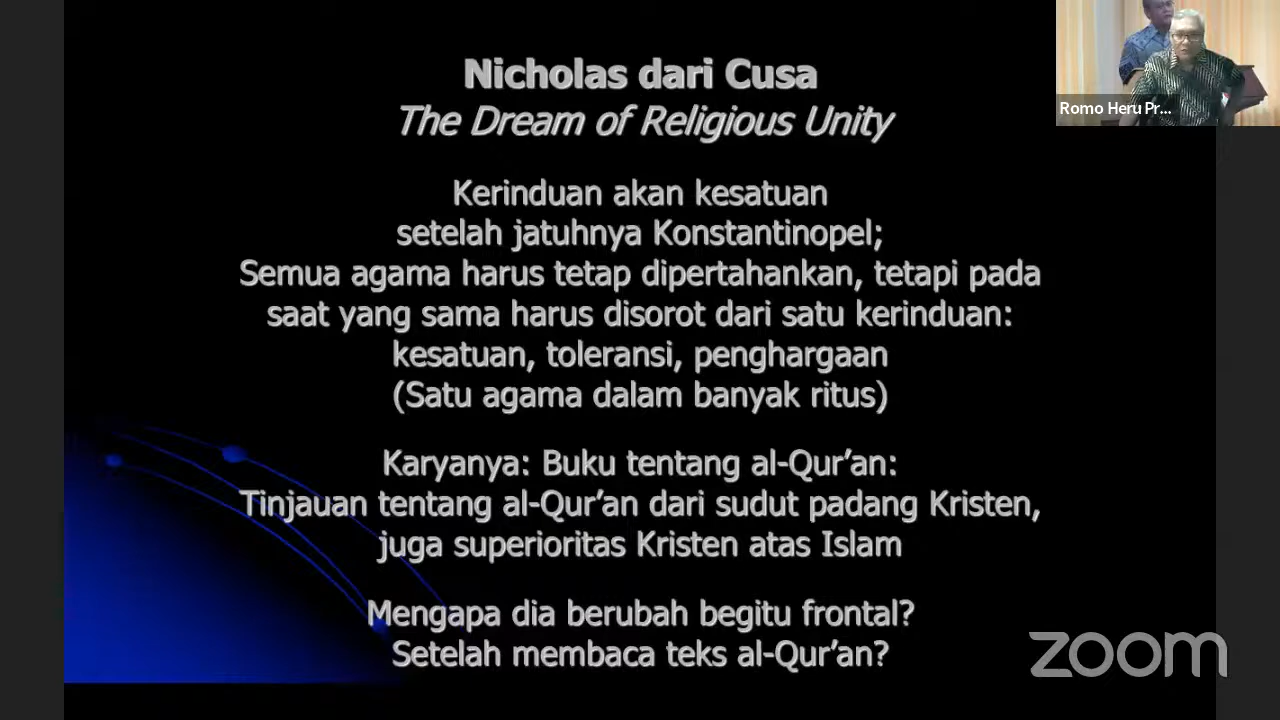 Nicholas dari Cusa
The Dream of Religious Unity
Kerinduan akan kesatuan
setelah jatuhnya Konstantinopel;
Semua agama harus tetap dipertahankan, tetapi pada
saat yang sama harus disorot dari satu kerinduan:
kesatuan, toleransi, penghargaan
(Satu agama dalam banyak ritus)
Karyanya: Buku tentang al-Qur’an:
Tinjauan tentang al-Qur’an dari sudut padang Kristen,
juga superioritas Kristen atas Islam
Mengapa dia berubah begitu frontal?
Setelah membaca teks al-Qur’an?
Romo Heru Pr...
zoom